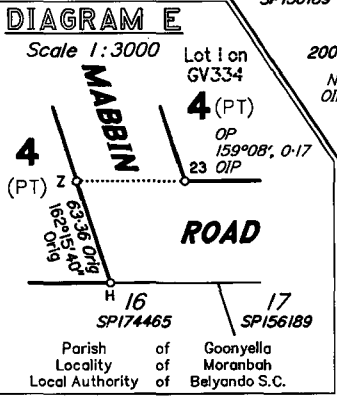 DIAGRAM E
Scale 1:3000
Lot 1 on
GV334
200
MABBIN
4 (PT)
OP
159°08', 0·17
OIP
4
(PT)
Z
23
63·36 Orig
162°15'40"
Orig
ROAD
H
16
SP174465
17
SP156189
Parish of Goonyella
Locality of Moranbah
Local Authority of Belyando S.C.